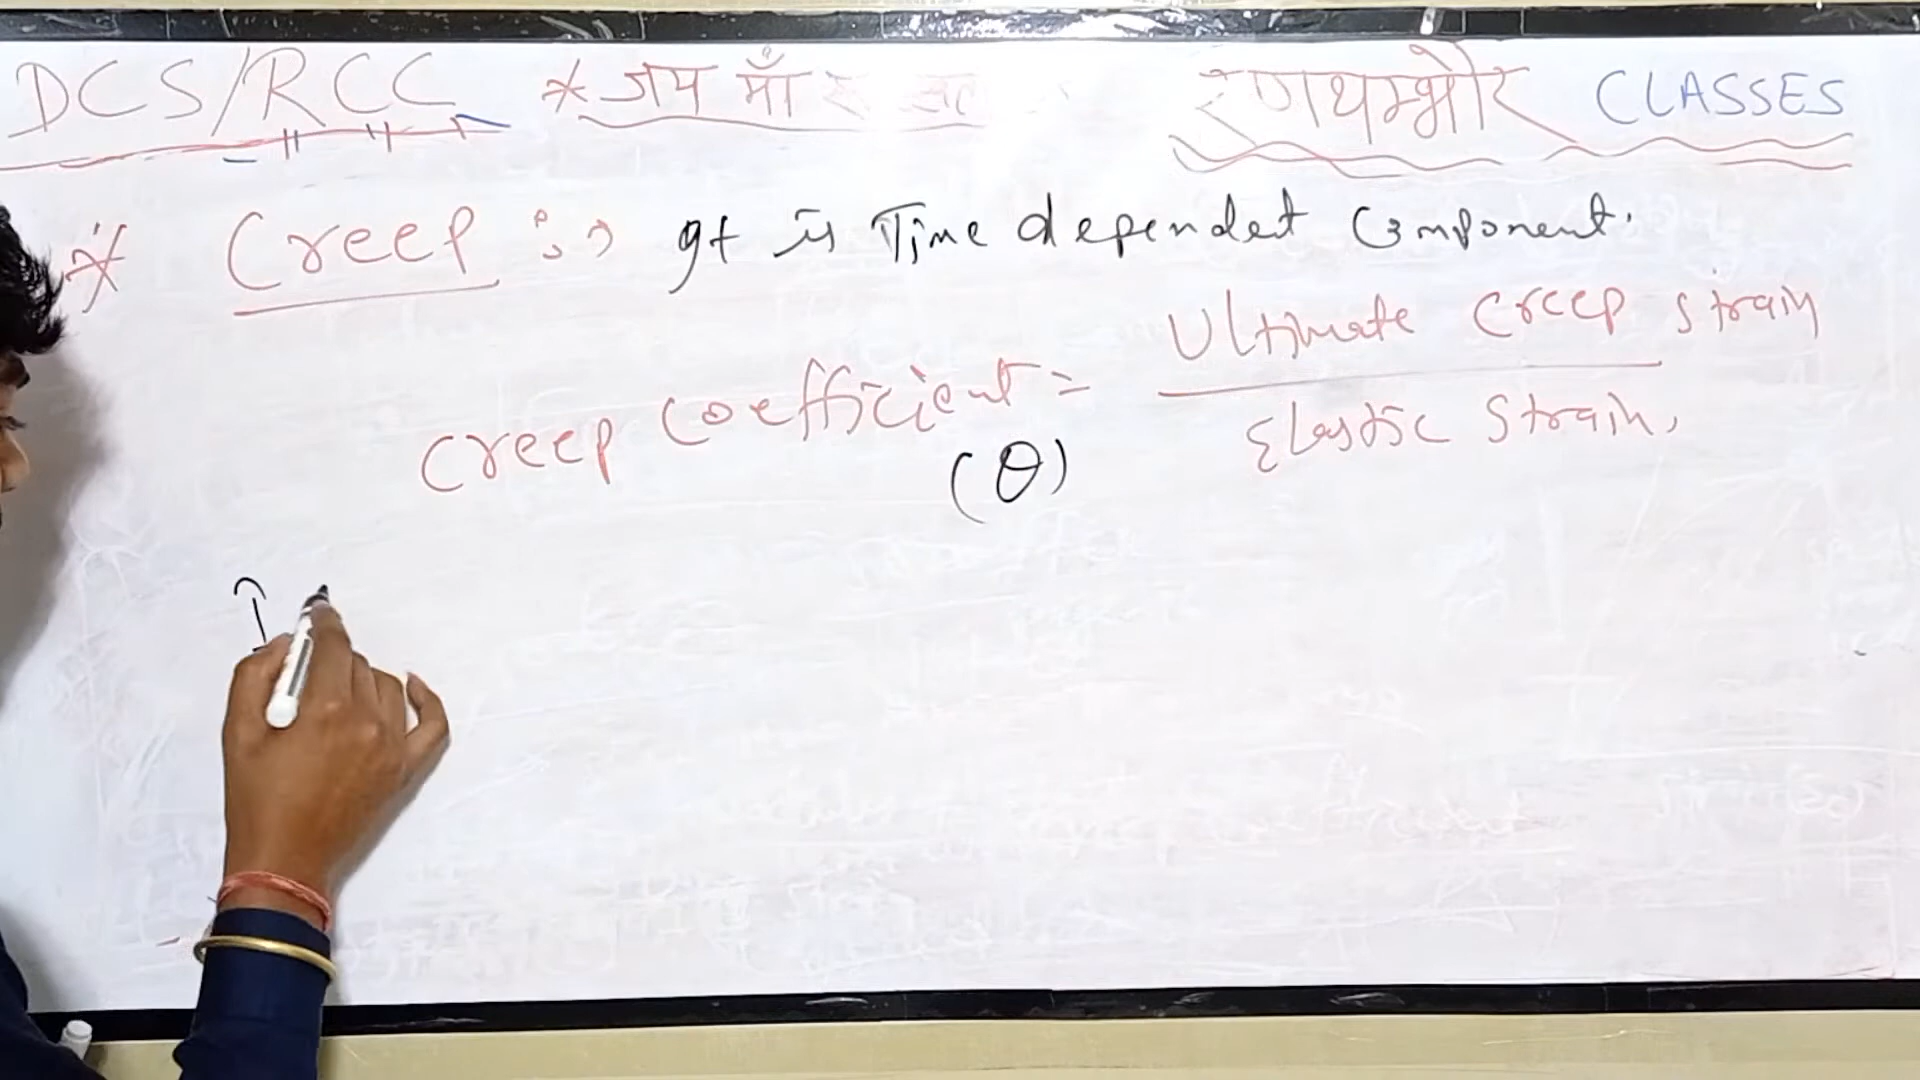 DCS/RCC * जय माँ रणथम्भौर CLASSES
* Creep :→ It is Time dependent Component.
Creep Coefficient = Ultimate Creep Strain
(θ) Elastic Strain.